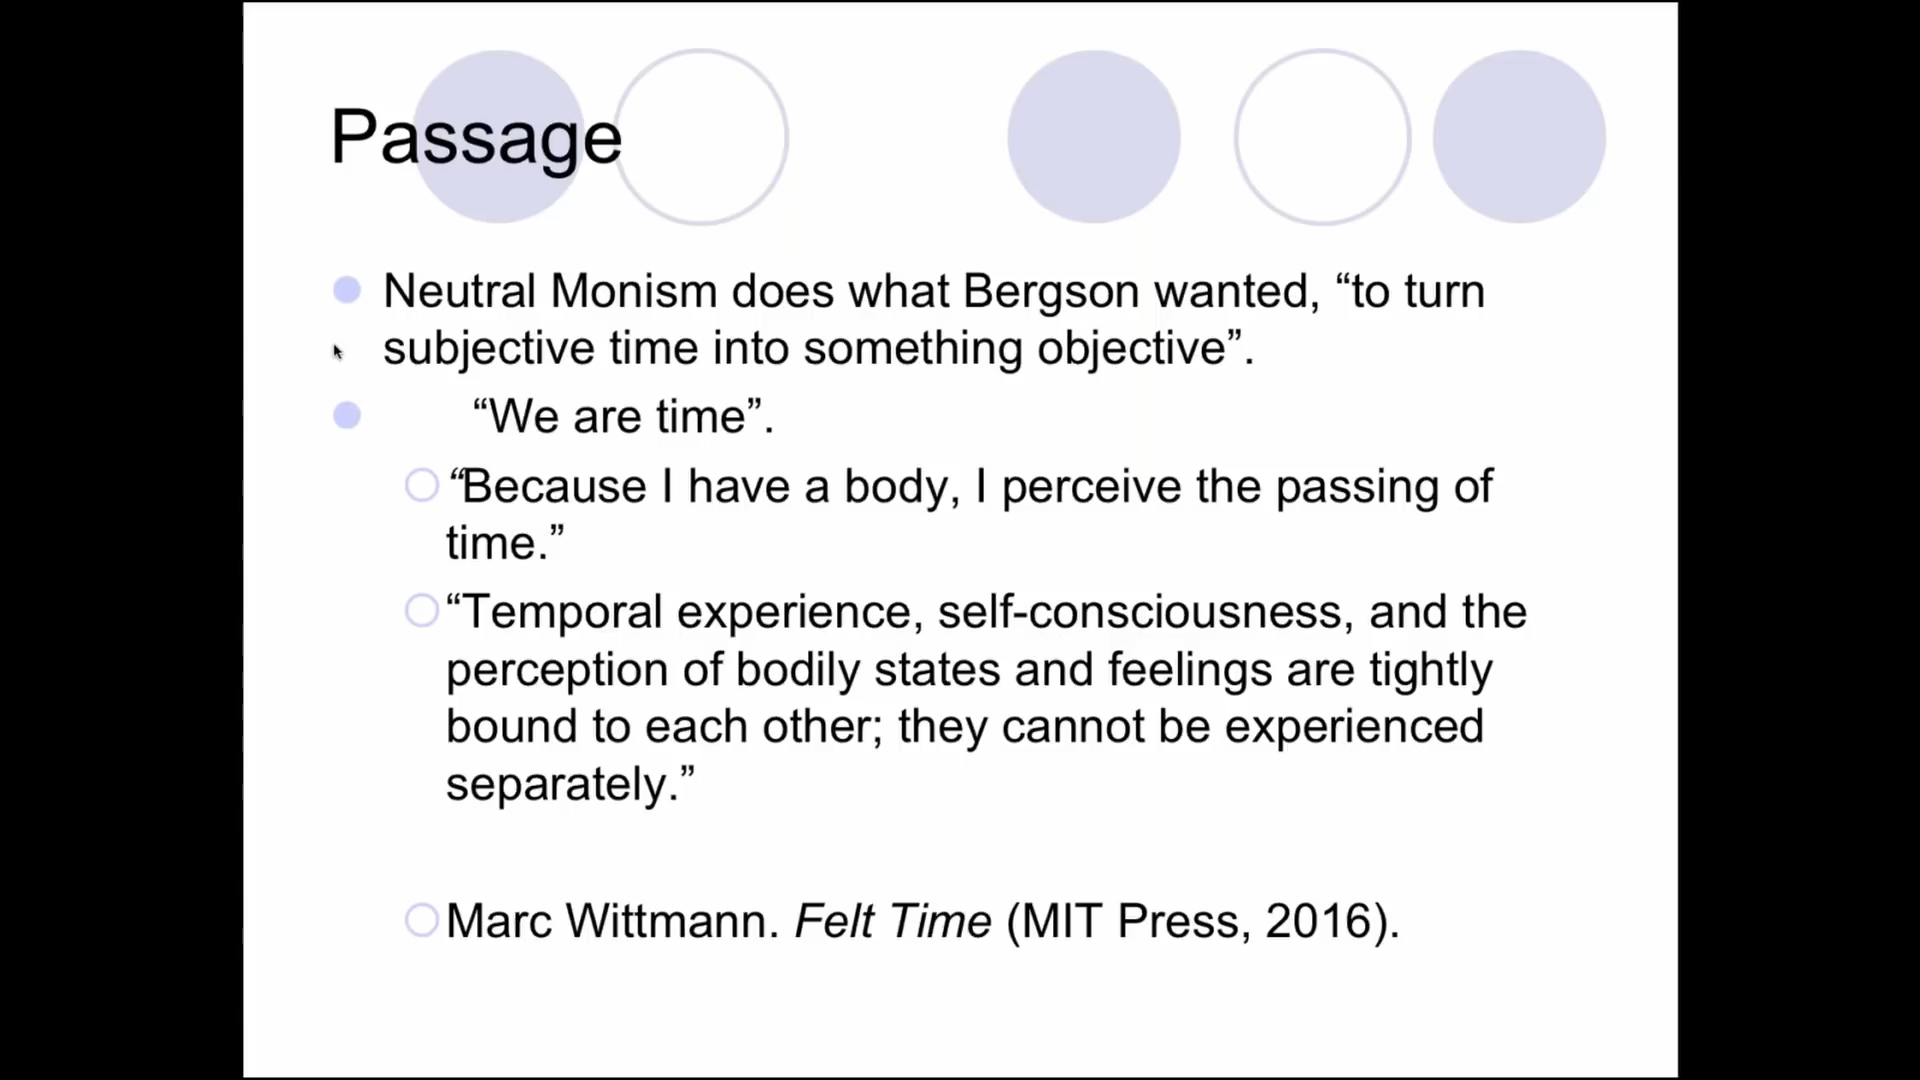 Passage
Neutral Monism does what Bergson wanted, “to turn
subjective time into something objective”.
“We are time”.
“Because I have a body, I perceive the passing of
time.”
“Temporal experience, self-consciousness, and the
perception of bodily states and feelings are tightly
bound to each other; they cannot be experienced
separately.”
Marc Wittmann. Felt Time (MIT Press, 2016).